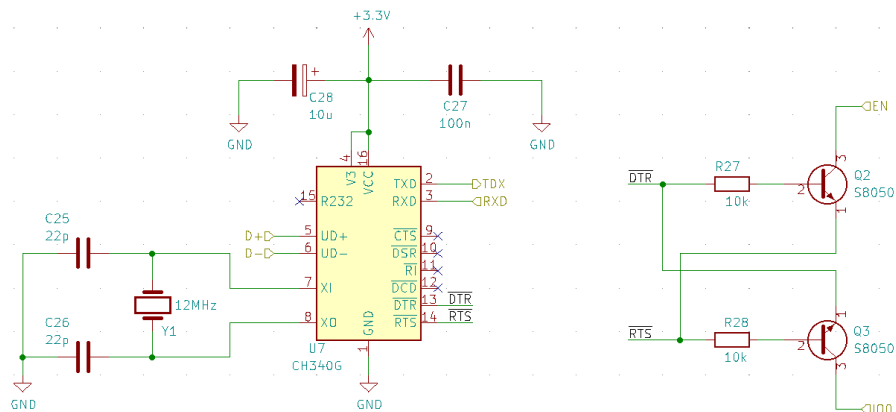 +3.3V
C28
10u
C27
100n
GND
GND
EN
4
V3
16
VCC
15
R232
TXD
2
TDX
RXD
3
RXD
C25
22p
D+
5
UD+
D-
6
UD-
CTS
9
DSR
10
RI
11
DCD
12
DTR
13
DTR
RTS
14
RTS
7
XI
12MHz
Y1
8
XO
C26
22p
GND
1
U7
CH340G
GND
GND
DTR
R27
10k
2
3
1
Q2
S8050
RTS
R28
10k
2
1
3
Q3
S8050